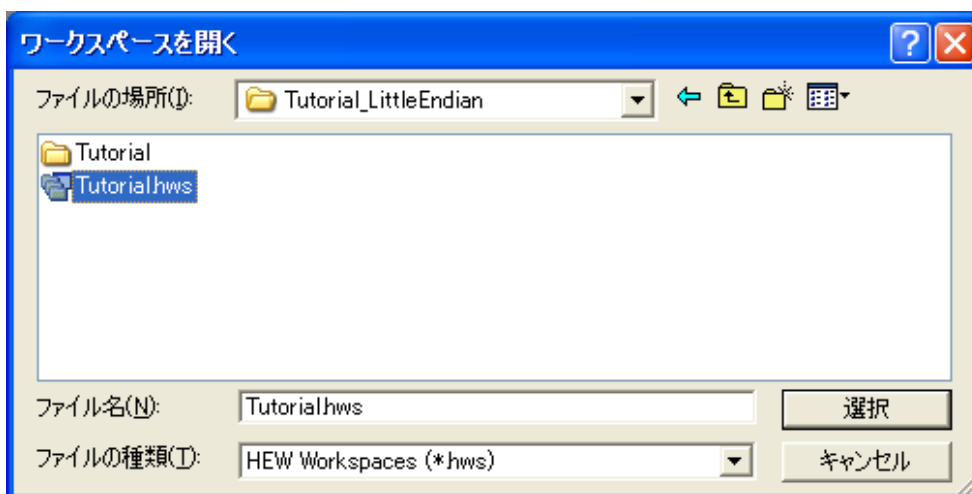 ワークスペースを開く
ファイルの場所(I):
Tutorial_LittleEndian
Tutorial
Tutorial.hws
ファイル名(N):
Tutorial.hws
選択
ファイルの種類(T):
HEW Workspaces (*.hws)
キャンセル